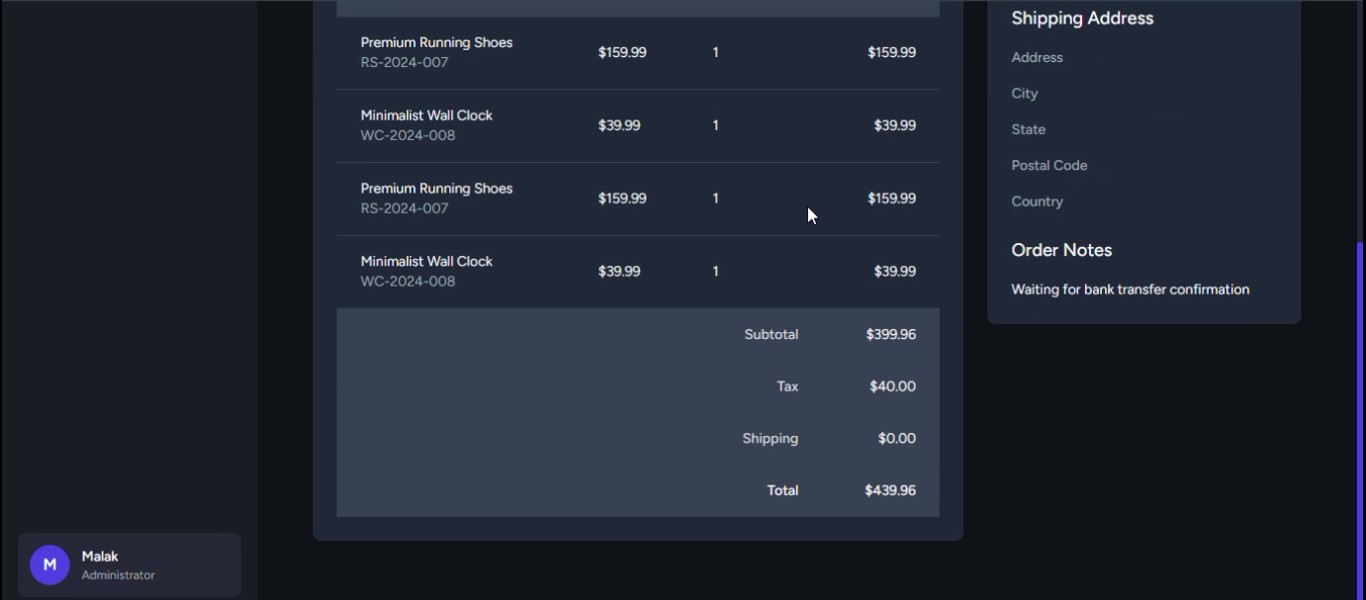 Premium Running Shoes $159.99 1 $159.99
RS-2024-007
Minimalist Wall Clock $39.99 1 $39.99
WC-2024-008
Premium Running Shoes $159.99 1 $159.99
RS-2024-007
Minimalist Wall Clock $39.99 1 $39.99
WC-2024-008
Subtotal $399.96
Tax $40.00
Shipping $0.00
Total $439.96
Shipping Address
Address
City
State
Postal Code
Country
Order Notes
Waiting for bank transfer confirmation
M
Malak
Administrator